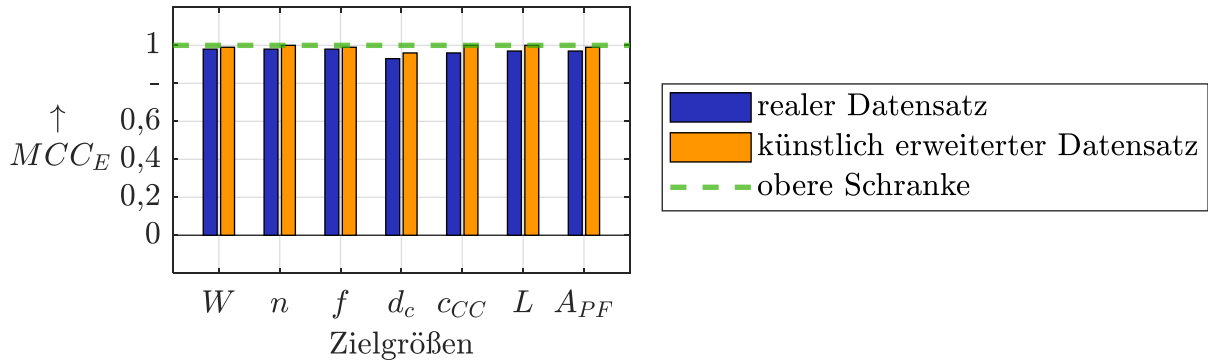 1
–
0,6
0,4
0,2
0
↑
MCC_E
W n f d_c c_CC L A_PF
Zielgrößen
realer Datensatz
künstlich erweiterter Datensatz
obere Schranke